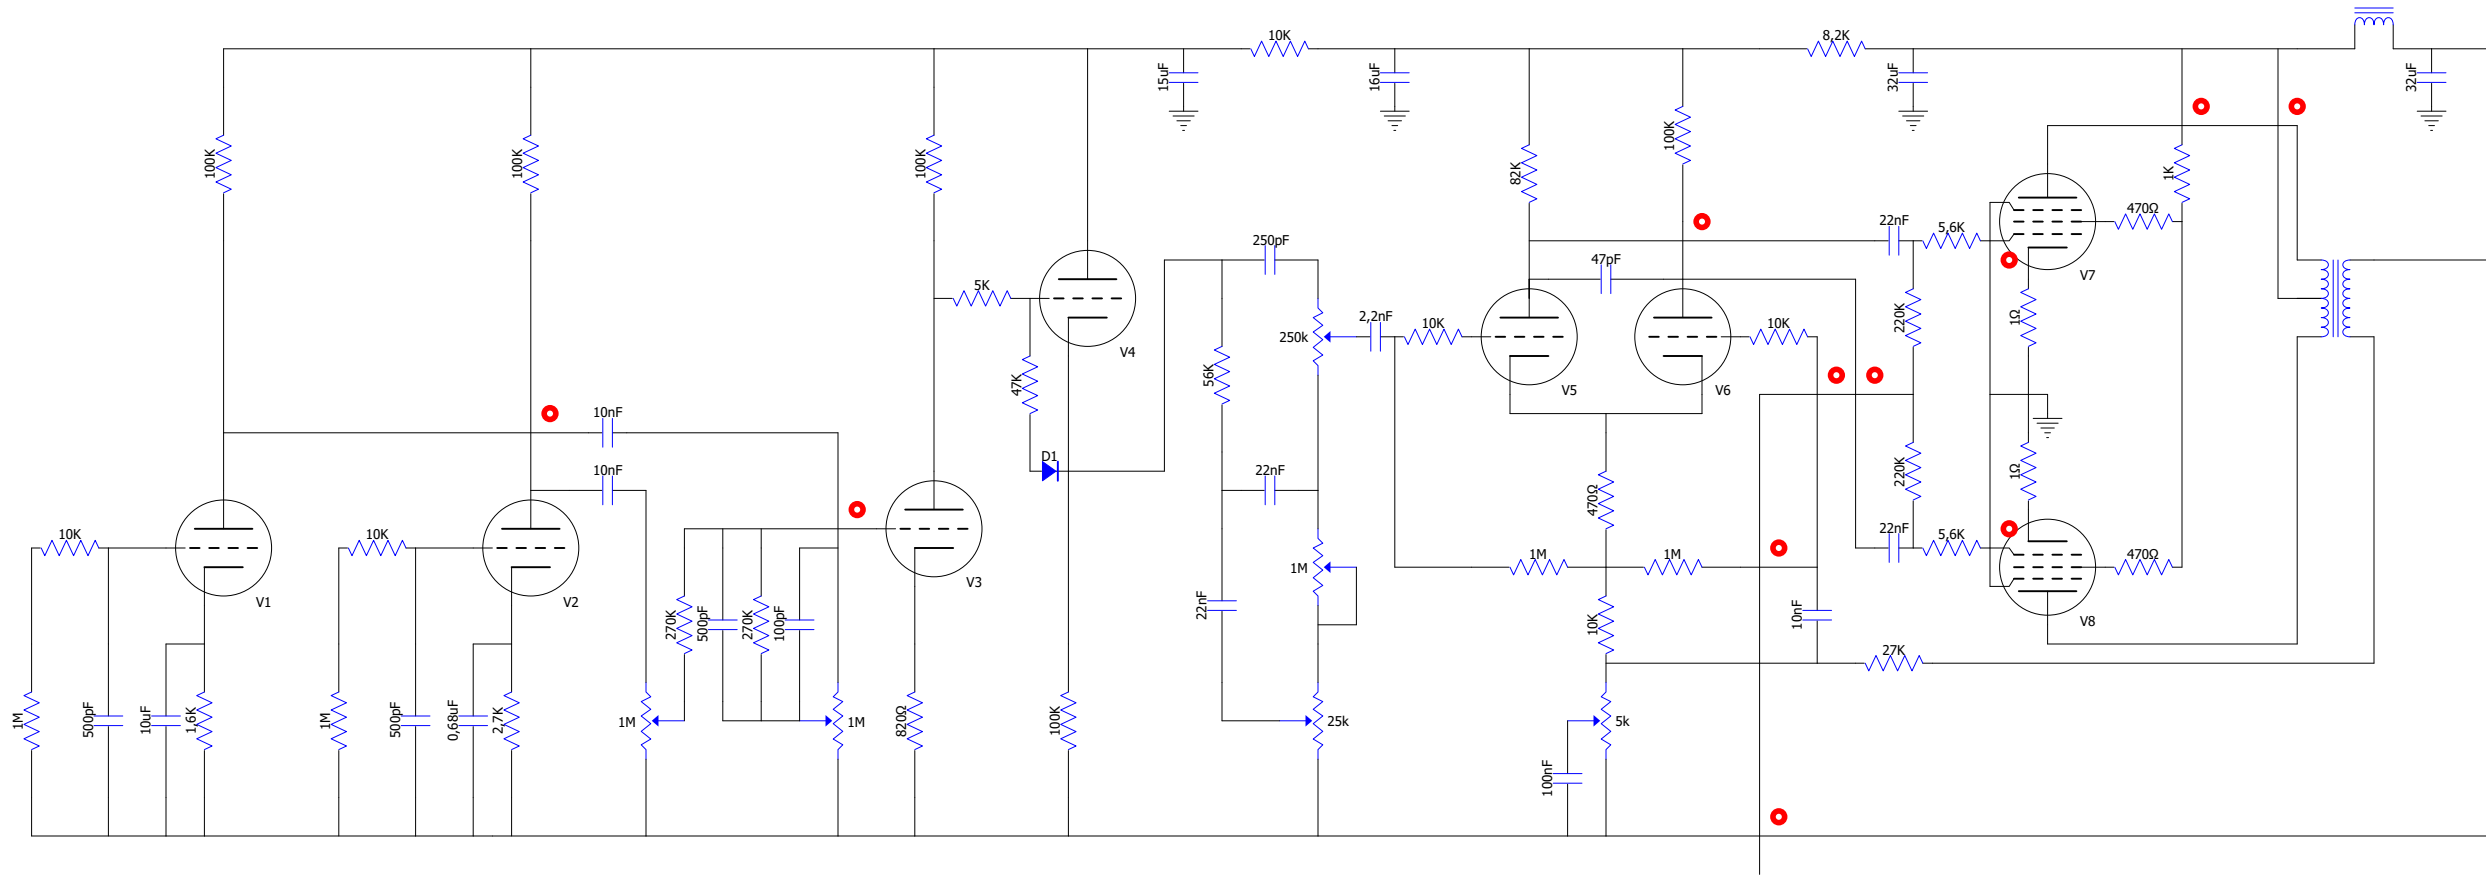 10K
8,2K
15uF
16uF
32uF
32uF
100K
100K
100K
100K
82K
1K
470Ω
22nF
5,6K
250pF
47pF
V7
5K
2,2nF
10K
10K
250k
220K
1Ω
V4
47K
56K
V5
V6
10nF
D1
10nF
22nF
220K
1Ω
470Ω
10K
10K
22nF
5,6K
470Ω
1M
1M
1M
V1
V2
V3
22nF
10nF
V8
270K
500pF
270K
100pF
10K
27K
1M
500pF
10uF
1,6K
1M
500pF
0,68uF
2,7K
1M
1M
820Ω
100K
25k
5k
100nF